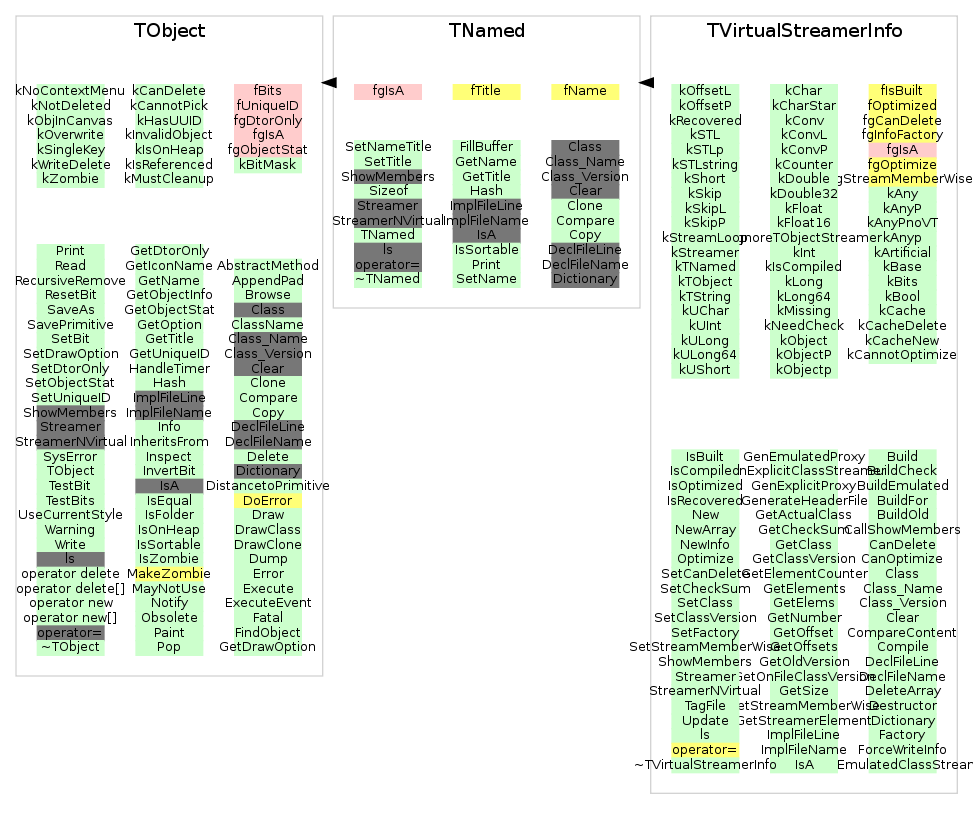 TObject
kNoContextMenu kCanDelete fBits
kNotDeleted kCannotPick fUniqueID
kObjInCanvas kHasUUID fgDtorOnly
kOverwrite kInvalidObject fgIsA
kSingleKey kIsOnHeap fgObjectStat
kWriteDelete kIsReferenced kBitMask
kZombie kMustCleanup
Print GetDtorOnly
Read GetIconName AbstractMethod
RecursiveRemove GetName AppendPad
ResetBit GetObjectInfo Browse
SaveAs GetObjectStat Class
SavePrimitive GetOption ClassName
SetBit GetTitle Class_Name
SetDrawOption GetUniqueID Class_Version
SetDtorOnly HandleTimer Clear
SetObjectStat Hash Clone
SetUniqueID ImplFileLine Compare
ShowMembers ImplFileName Copy
Streamer Info DeclFileLine
StreamerNVirtual InheritsFrom DeclFileName
SysError Inspect Delete
TObject InvertBit Dictionary
TestBit IsA DistancetoPrimitive
TestBits IsEqual DoError
UseCurrentStyle IsFolder Draw
Warning IsOnHeap DrawClass
Write IsSortable DrawClone
ls IsZombie Dump
operator delete MakeZombie Error
operator delete[] MayNotUse Execute
operator new Notify ExecuteEvent
operator new[] Obsolete Fatal
operator= Paint FindObject
~TObject Pop GetDrawOption
TNamed
fgIsA fTitle fName
SetNameTitle FillBuffer Class
SetTitle GetName Class_Name
ShowMembers GetTitle Class_Version
Sizeof Hash Clear
Streamer ImplFileLine Clone
StreamerNVirtual ImplFileName Compare
TNamed IsA Copy
ls IsSortable DeclFileLine
operator= Print DeclFileName
~TNamed SetName Dictionary
TVirtualStreamerInfo
kOffsetL kChar fIsBuilt
kOffsetP kCharStar fOptimized
kRecovered kConv fgCanDelete
kSTL kConvL fgInfoFactory
kSTLp kConvP fgIsA
kSTLstring kCounter fgOptimize
kShort kDouble gStreamMemberWise
kSkip kDouble32 kAny
kSkipL kFloat kAnyP
kSkipP kFloat16 kAnyPnoVT
kStreamLoop noreTObjectStreamer kAnyp
kStreamer kInt kArtificial
kTNamed kIsCompiled kBase
kTObject kLong kBits
kTString kLong64 kBool
kUChar kMissing kCache
kUInt kNeedCheck kCacheDelete
kULong kObject kCacheNew
kULong64 kObjectP kCannotOptimize
kUShort kObjectp
IsBuilt GenEmulatedProxy Build
IsCompiled nExplicitClassStreamer BuildCheck
IsOptimized GenExplicitProxy BuildEmulated
IsRecovered GenerateHeaderFile BuildFor
New GetActualClass BuildOld
NewArray GetCheckSum CallShowMembers
NewInfo GetClass CanDelete
Optimize GetClassVersion CanOptimize
SetCanDelete GetElementCounter Class
SetCheckSum GetElements Class_Name
SetClass GetElems Class_Version
SetClassVersion GetNumber Clear
SetFactory GetOffset CompareContent
SetStreamMemberWise GetOffsets Compile
ShowMembers GetOldVersion DeclFileLine
Streamer GetOnFileClassVersion DeclFileName
StreamerNVirtual GetSize DeleteArray
TagFile etStreamMemberWise Destructor
Update GetStreamerElement Dictionary
ls ImplFileLine Factory
operator= ImplFileName ForceWriteInfo
~TVirtualStreamerInfo IsA EmulatedClassStream